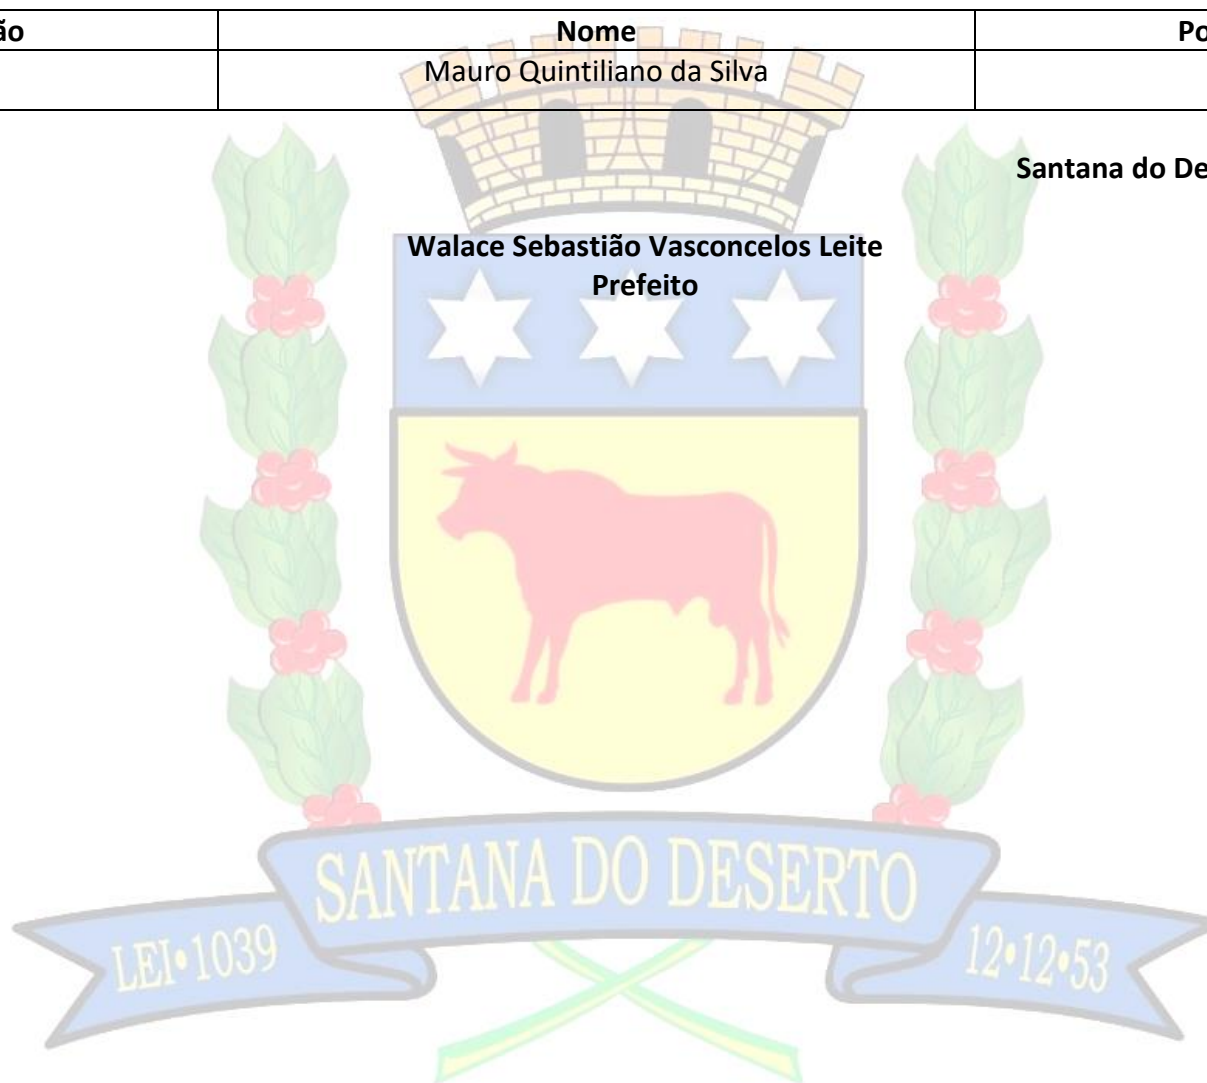 ão Nome Po
Mauro Quintiliano da Silva
Santana do De
Walace Sebastião Vasconcelos Leite
Prefeito
SANTANA DO DESERTO
LEI•1039 12•12•53